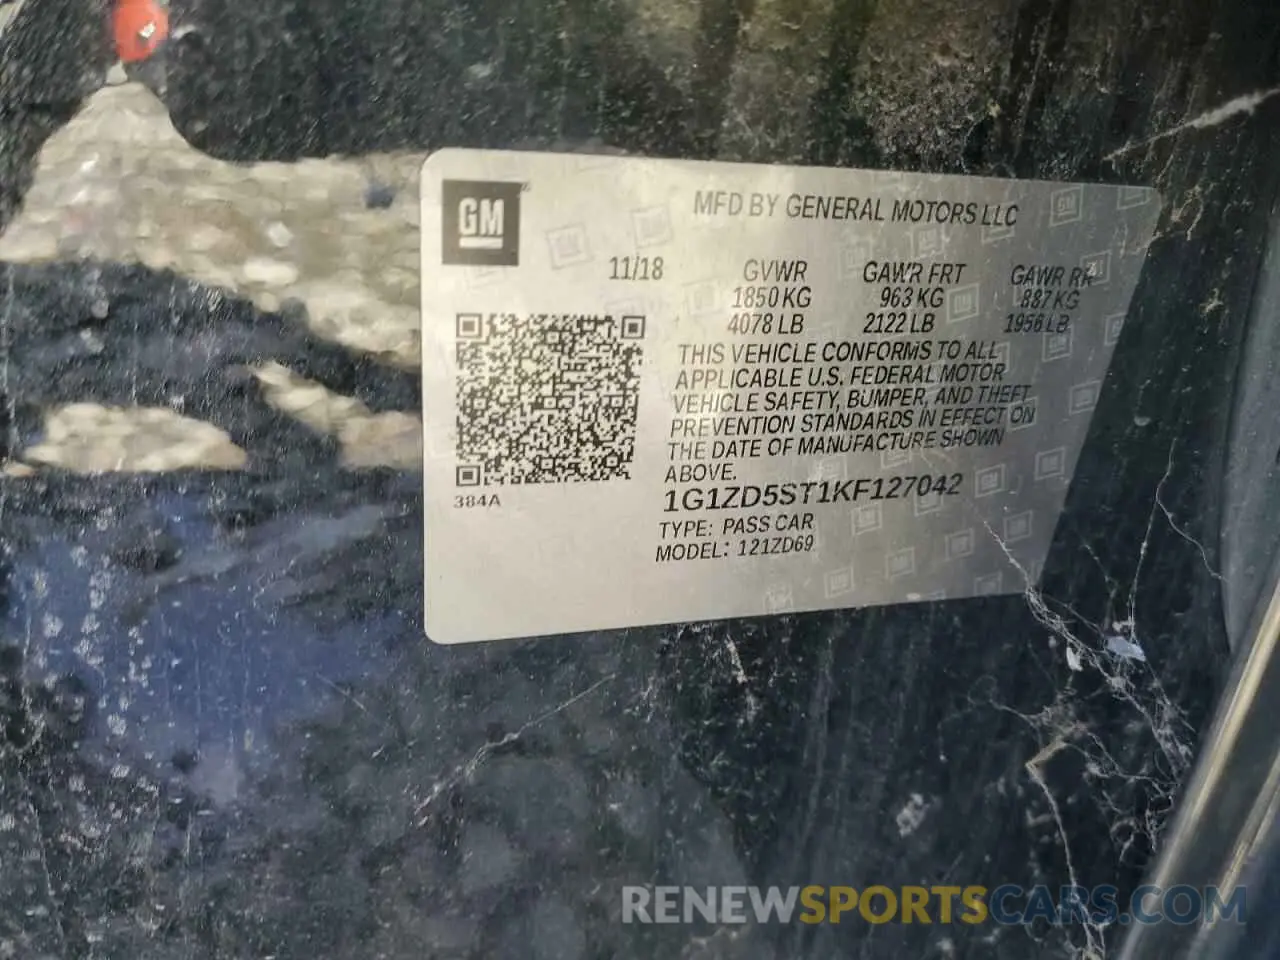 GM
MFD BY GENERAL MOTORS LLC
11/18 GVWR GAWR FRT GAWR RR
1850 KG 963 KG 887 KG
4078 LB 2122 LB 1956 LB
THIS VEHICLE CONFORMS TO ALL
APPLICABLE U.S. FEDERAL MOTOR
VEHICLE SAFETY, BUMPER, AND THEFT
PREVENTION STANDARDS IN EFFECT ON
THE DATE OF MANUFACTURE SHOWN
ABOVE.
384A
1G1ZD5ST1KF127042
TYPE: PASS CAR
MODEL: 121ZD69
RENEWSPORTSCARS.COM